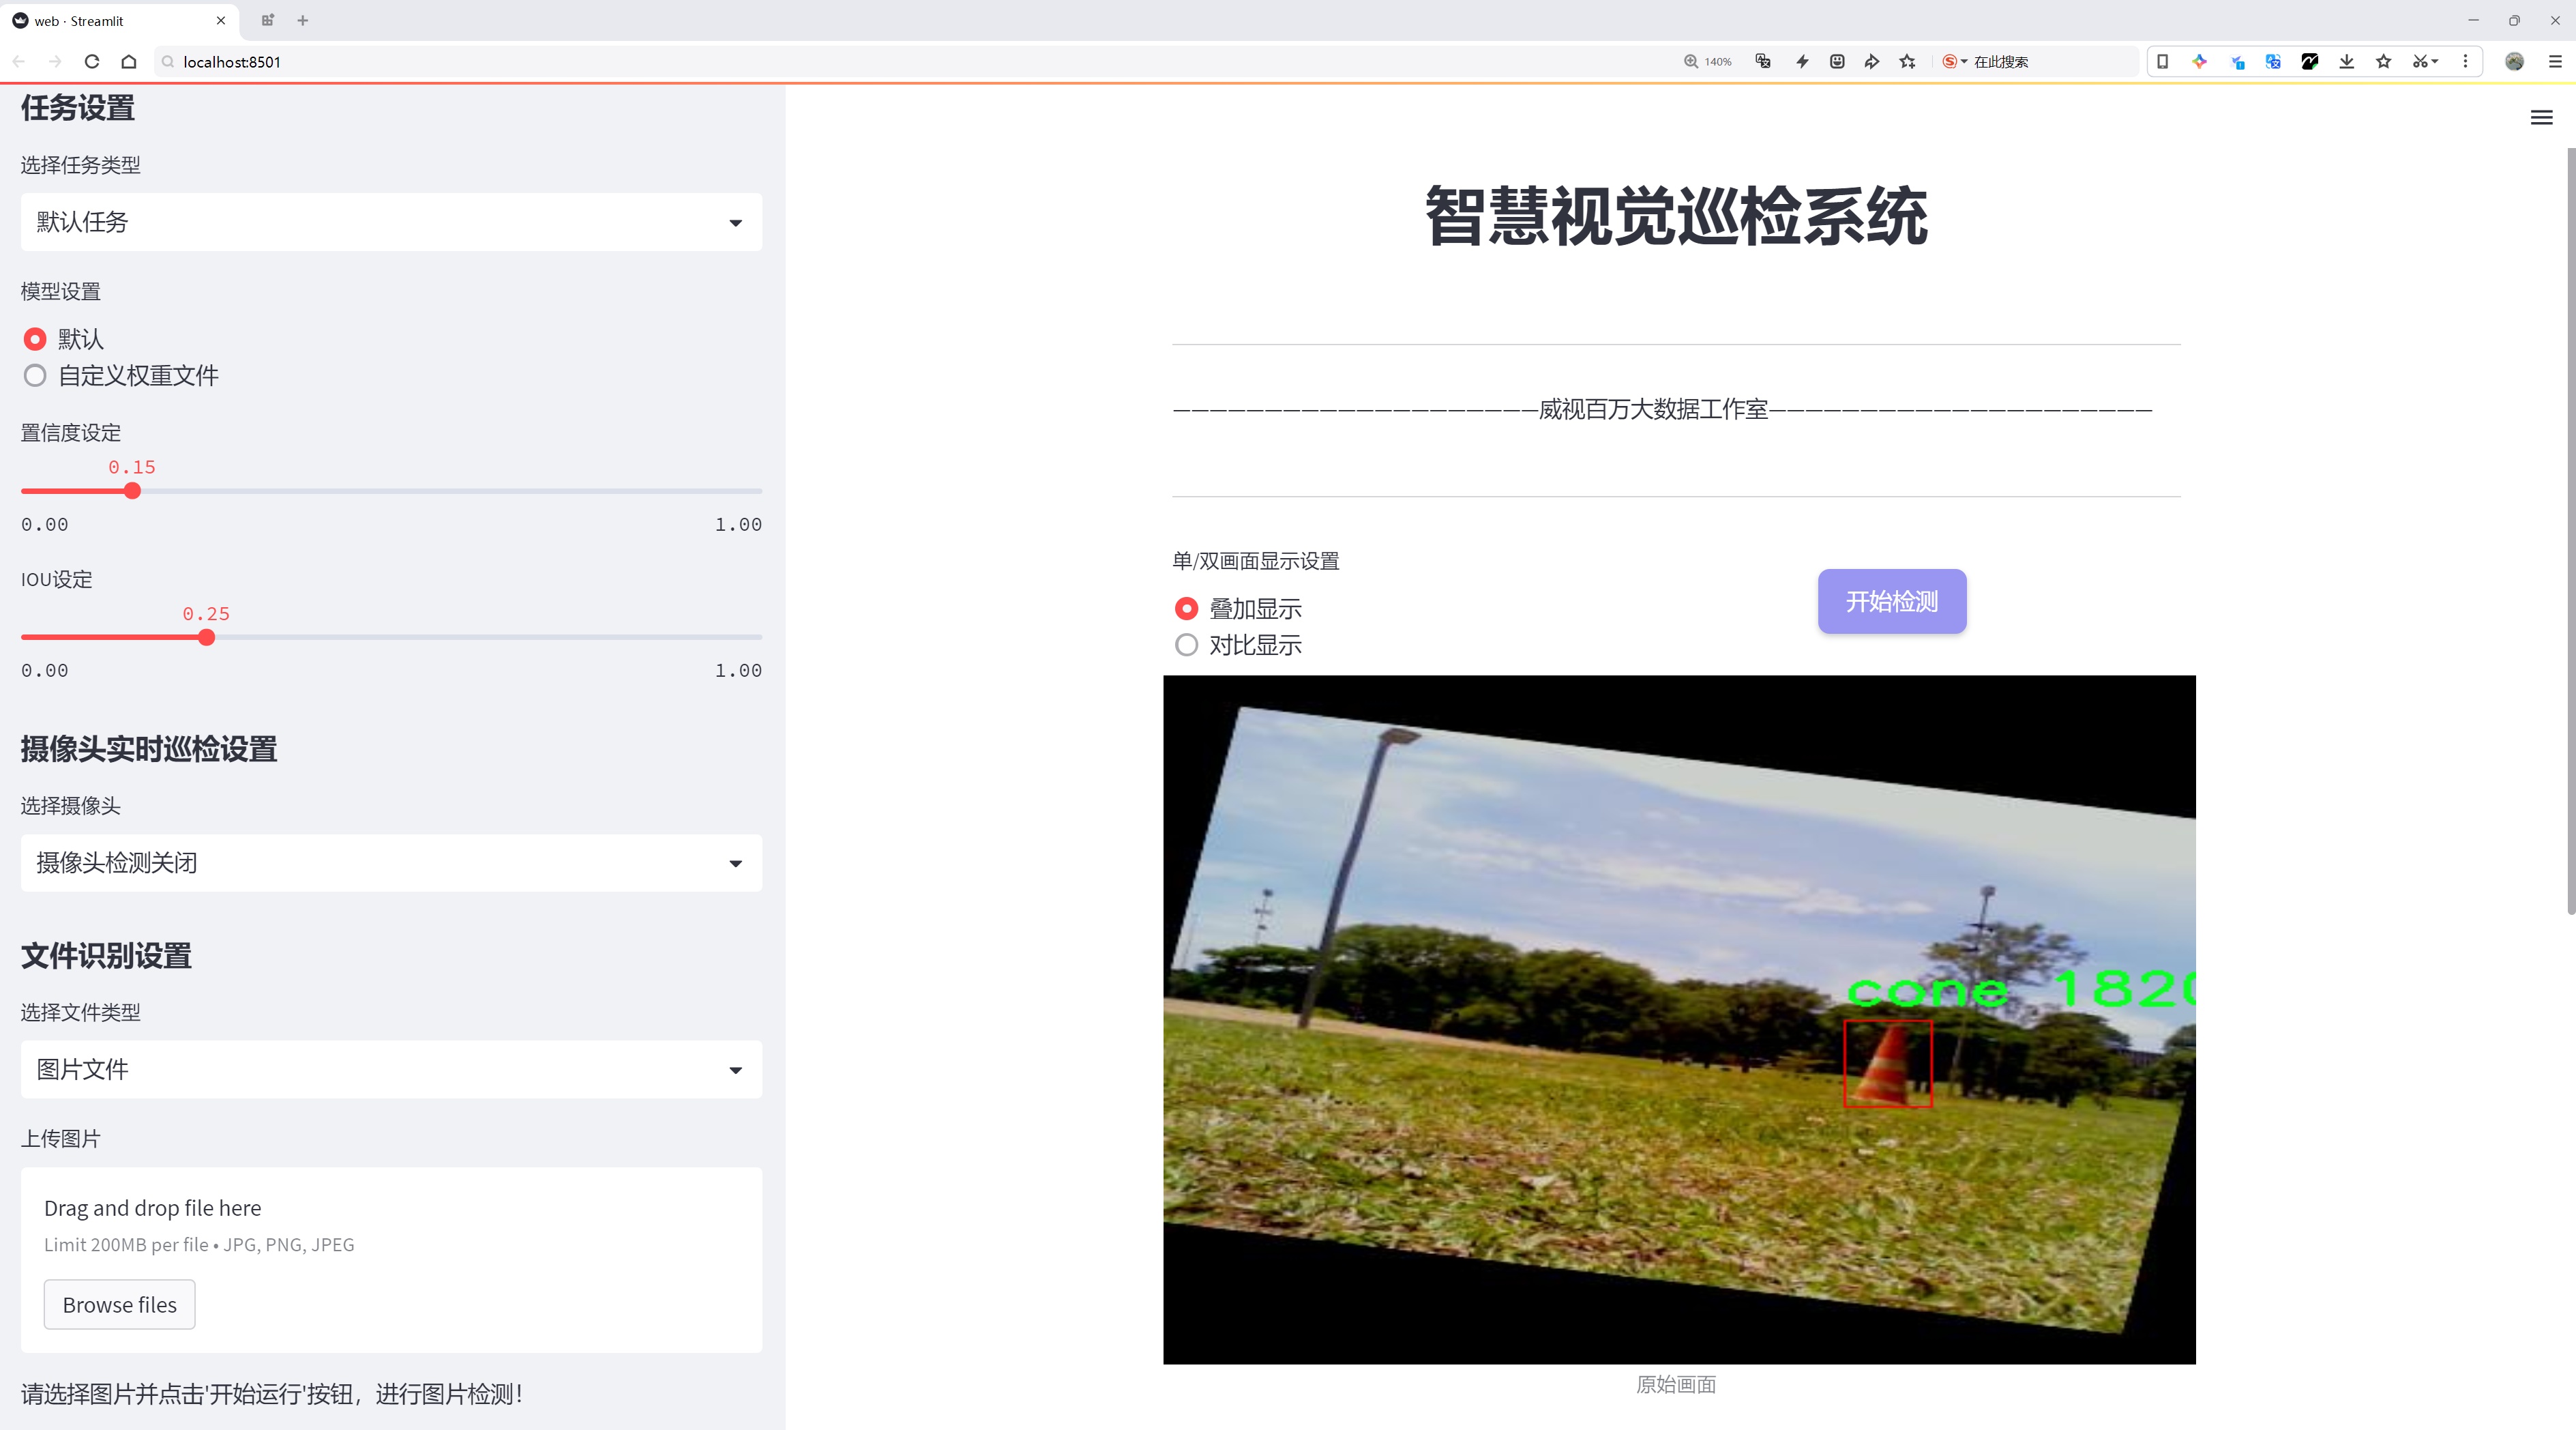 web · Streamlit
localhost:8501
140%
在此搜索
任务设置
选择任务类型
默认任务
模型设置
默认
自定义权重文件
置信度设定
0.15
0.00
1.00
IOU设定
0.25
0.00
1.00
摄像头实时巡检设置
选择摄像头
摄像头检测关闭
文件识别设置
选择文件类型
图片文件
上传图片
Drag and drop file here
Limit 200MB per file • JPG, PNG, JPEG
Browse files
请选择图片并点击'开始运行'按钮，进行图片检测！
智慧视觉巡检系统
—————————————————————威视百万大数据工作室—————————————————————
单/双画面显示设置
叠加显示
对比显示
开始检测
cone 1820
原始画面